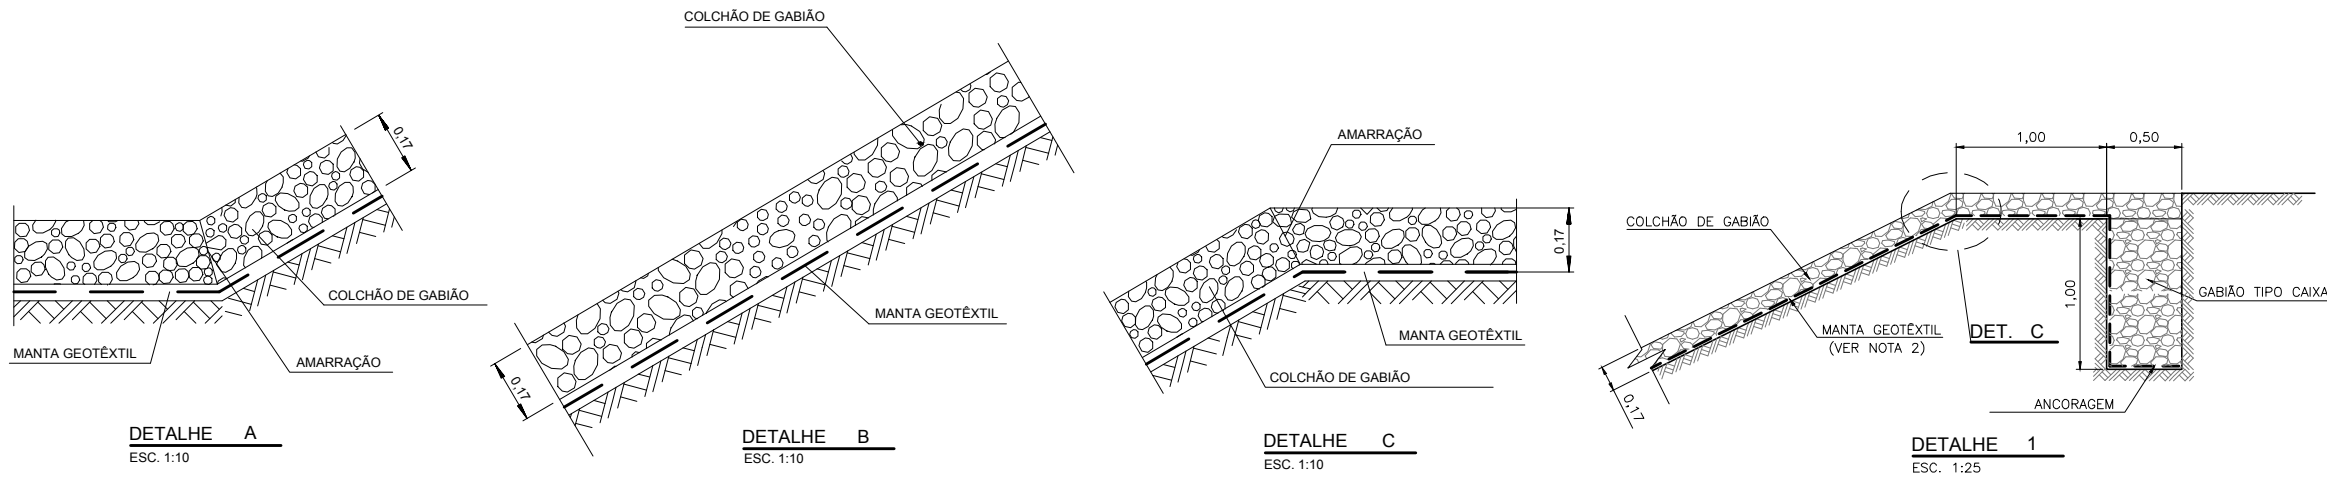 0,17
COLCHÃO DE GABIÃO
MANTA GEOTÊXTIL
AMARRAÇÃO
DETALHE A
ESC. 1:10
COLCHÃO DE GABIÃO
MANTA GEOTÊXTIL
0,17
DETALHE B
ESC. 1:10
AMARRAÇÃO
0,17
MANTA GEOTÊXTIL
COLCHÃO DE GABIÃO
DETALHE C
ESC. 1:10
1,00
0,50
COLCHÃO DE GABIÃO
1,00
GABIÃO TIPO CAIXA
MANTA GEOTÊXTIL
(VER NOTA 2)
DET. C
0,17
ANCORAGEM
DETALHE 1
ESC. 1:25